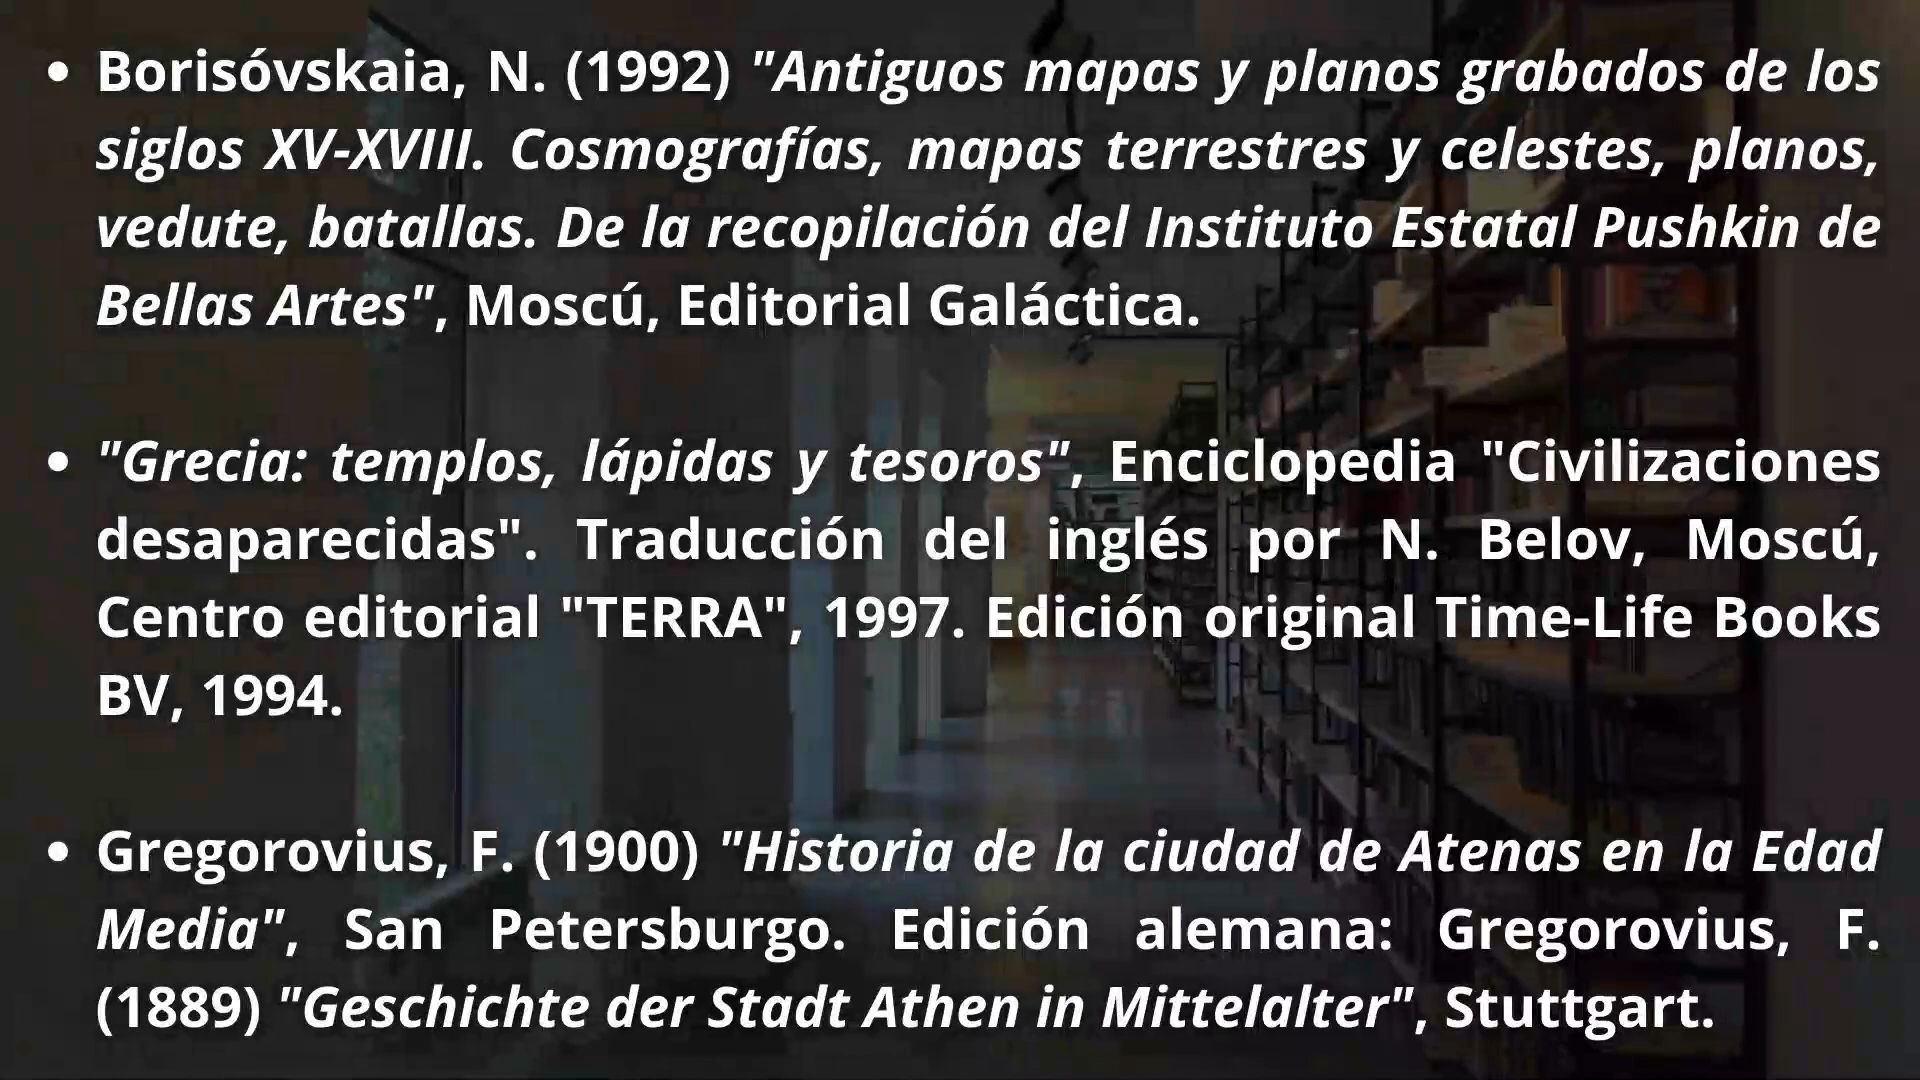 • Borisóvskaia, N. (1992) "Antiguos mapas y planos grabados de los
siglos XV-XVIII. Cosmografías, mapas terrestres y celestes, planos,
vedute, batallas. De la recopilación del Instituto Estatal Pushkin de
Bellas Artes", Moscú, Editorial Galáctica.
• "Grecia: templos, lápidas y tesoros", Enciclopedia "Civilizaciones
desaparecidas". Traducción del inglés por N. Belov, Moscú,
Centro editorial "TERRA", 1997. Edición original Time-Life Books
BV, 1994.
• Gregorovius, F. (1900) "Historia de la ciudad de Atenas en la Edad
Media", San Petersburgo. Edición alemana: Gregorovius, F.
(1889) "Geschichte der Stadt Athen in Mittelalter", Stuttgart.